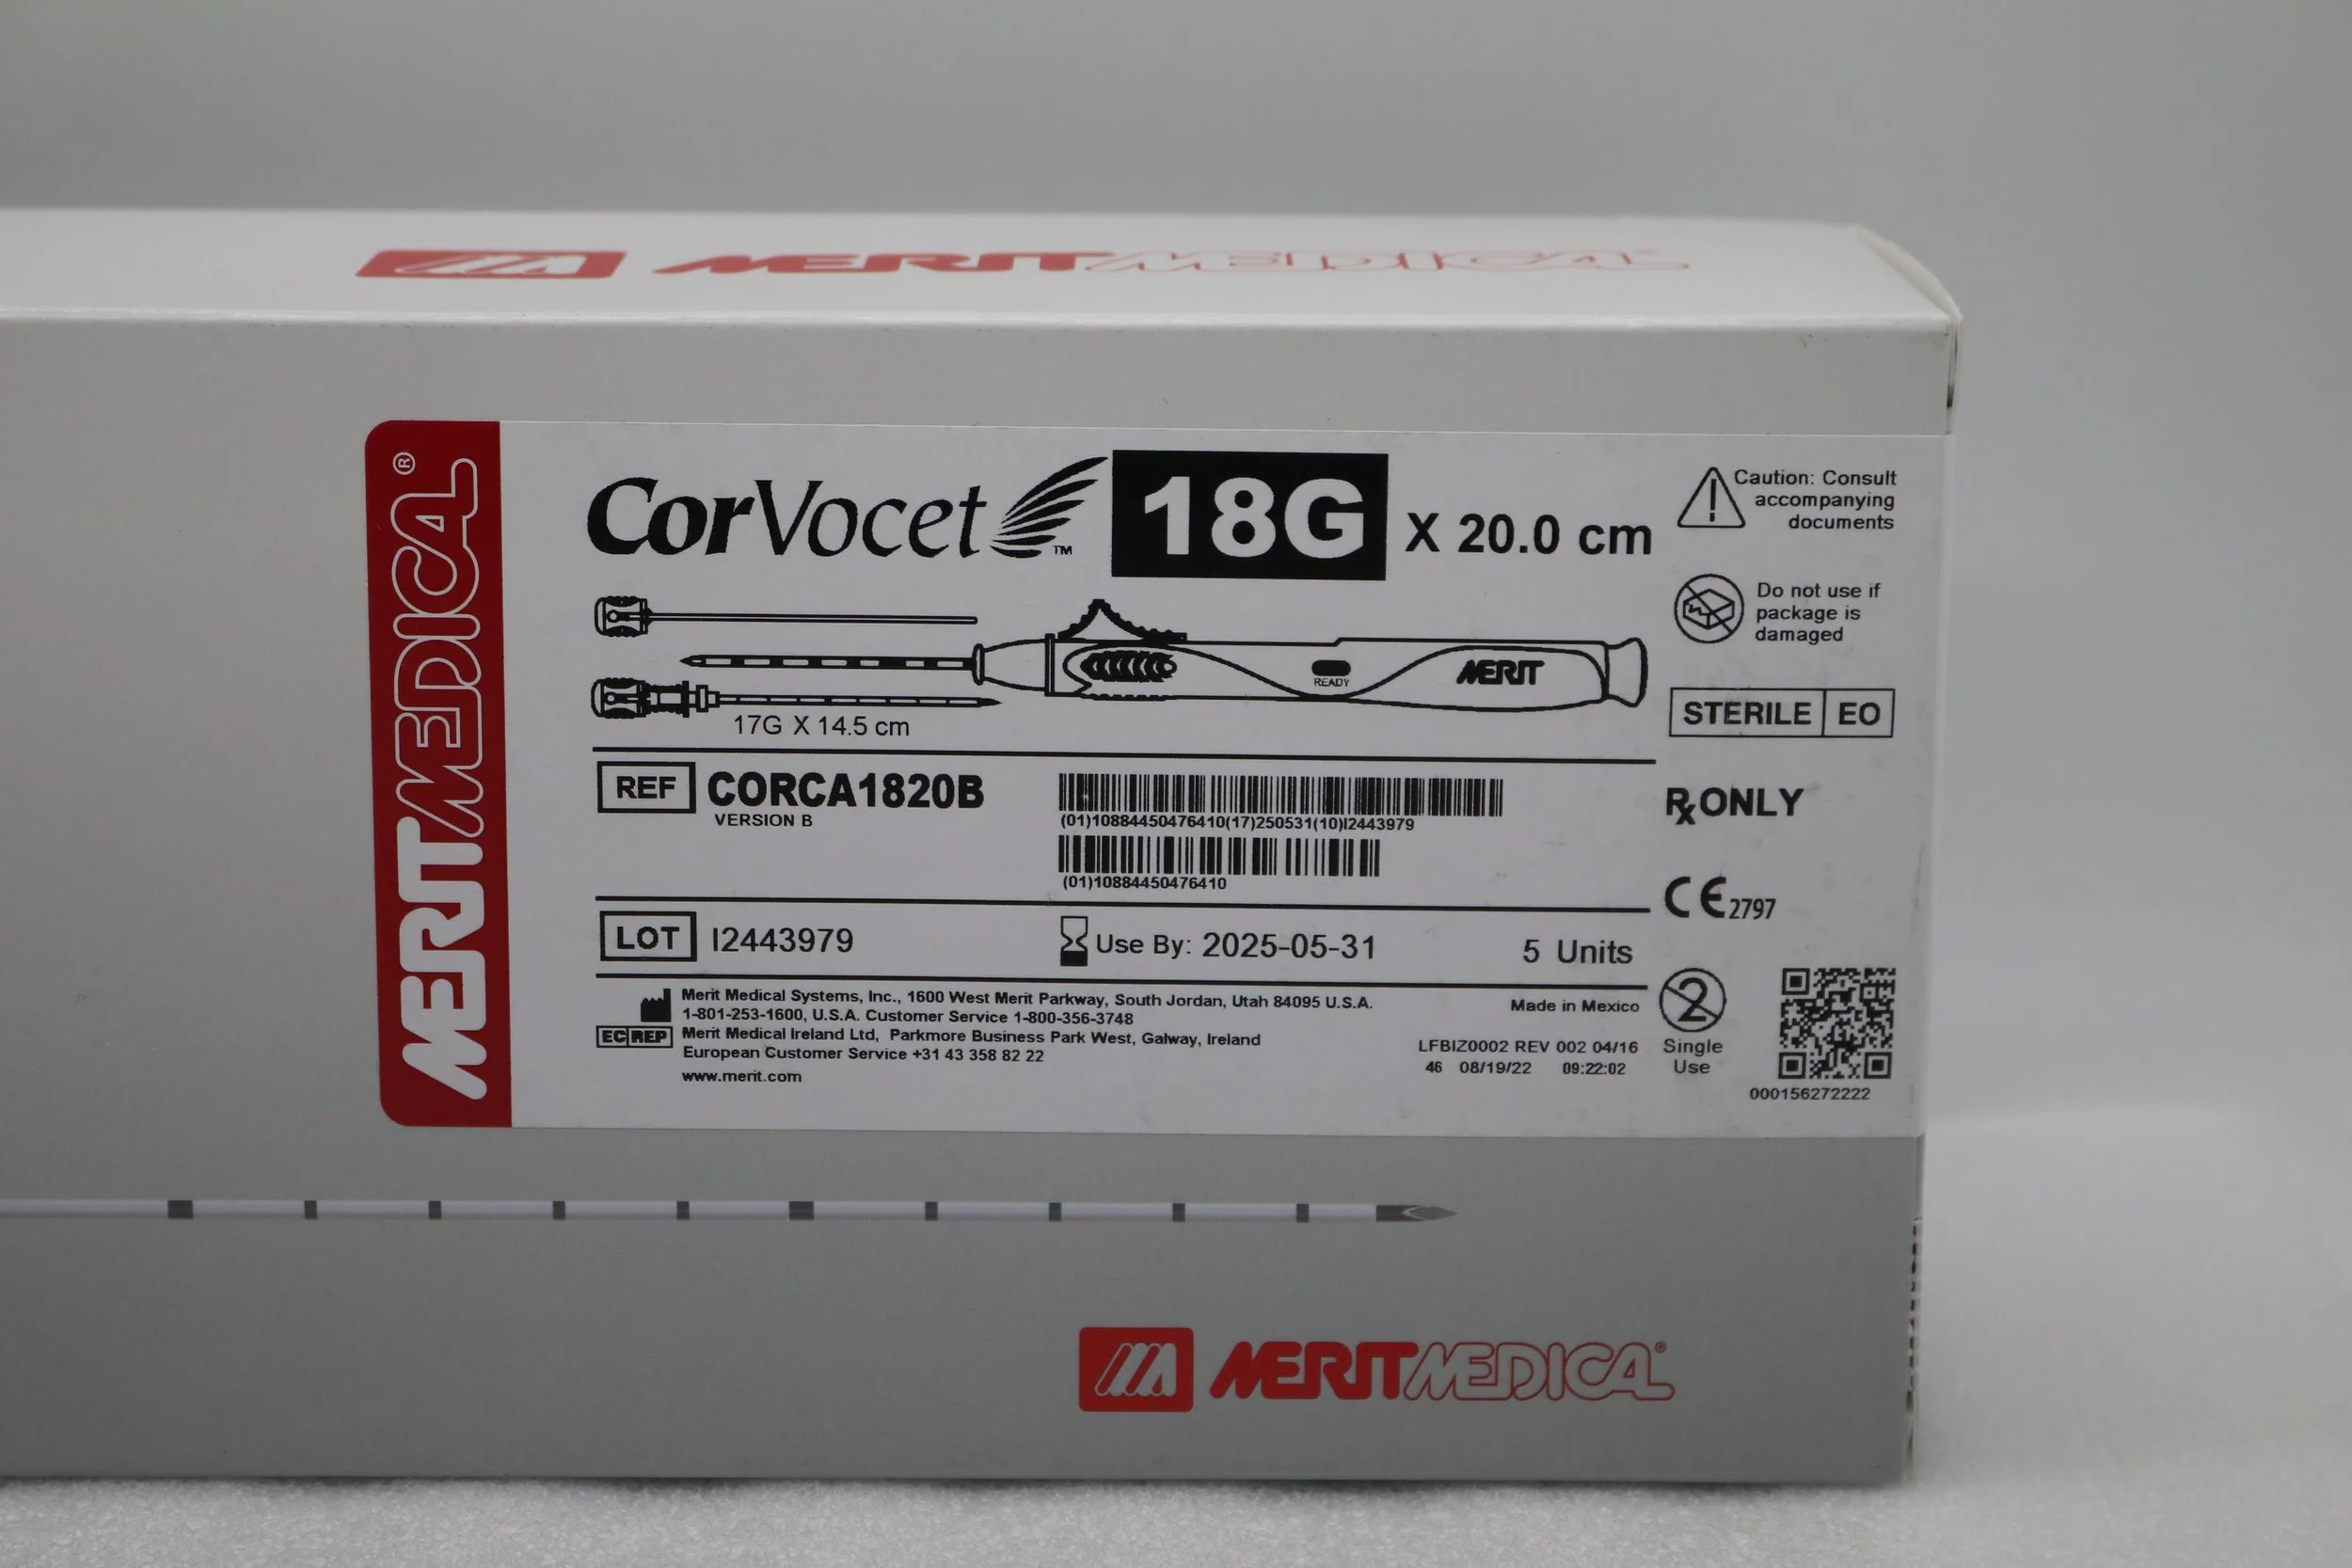 MERIT MEDICAL
MERITMEDICAL®
CorVocet™ 18G X 20.0 cm
Caution: Consult
accompanying
documents
Do not use if
package is
damaged
READY
MERIT
17G X 14.5 cm
STERILE EO
REF CORCA1820B
VERSION B
(01)10884450476410(17)250531(10)I2443979
(01)10884450476410
Rx ONLY
LOT I2443979
Use By: 2025-05-31
5 Units
CE 2797
Merit Medical Systems, Inc., 1600 West Merit Parkway, South Jordan, Utah 84095 U.S.A.
1-801-253-1600, U.S.A. Customer Service 1-800-356-3748
EC REP Merit Medical Ireland Ltd, Parkmore Business Park West, Galway, Ireland
European Customer Service +31 43 358 82 22
www.merit.com
Made in Mexico
LFBIZ0002 REV 002 04/16
46 08/19/22 09:22:02
2
Single
Use
000156272222
MERITMEDICAL®